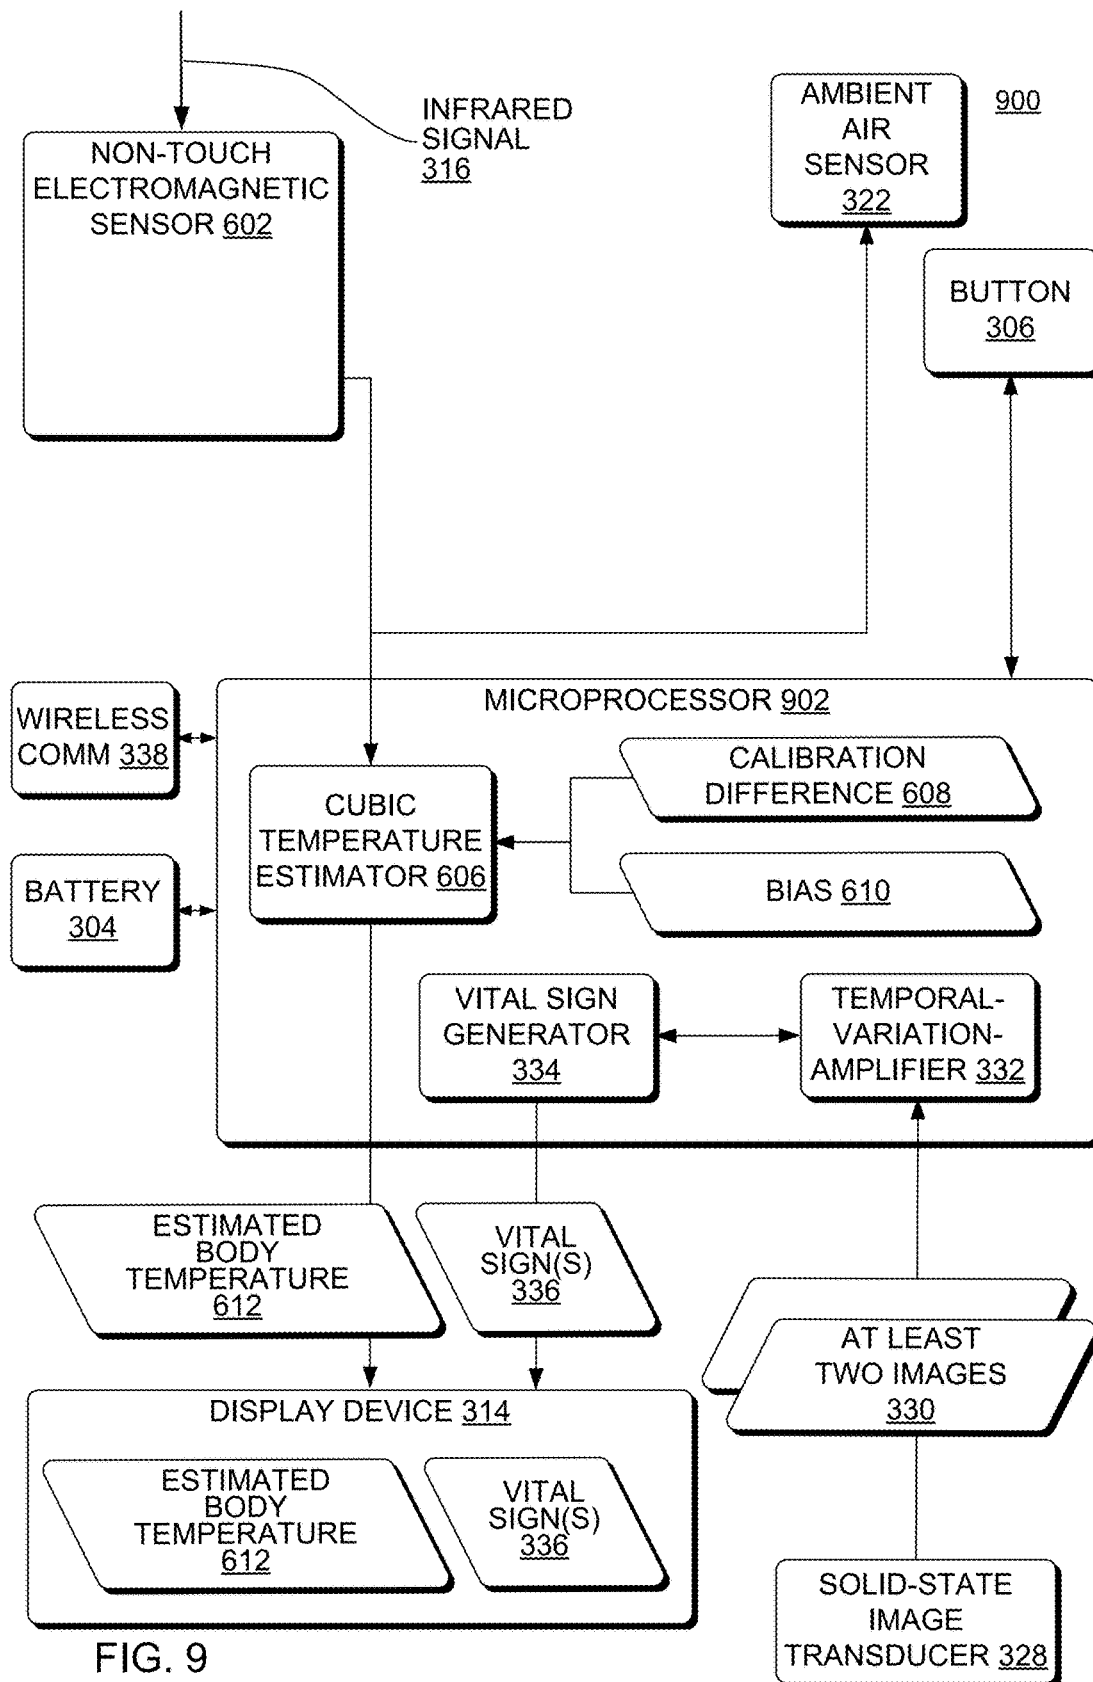 INFRARED
SIGNAL
316
AMBIENT
AIR
SENSOR
322
900
NON-TOUCH
ELECTROMAGNETIC
SENSOR 602
BUTTON
306
MICROPROCESSOR 902
WIRELESS
COMM 338
CALIBRATION
DIFFERENCE 608
CUBIC
TEMPERATURE
ESTIMATOR 606
BATTERY
304
BIAS 610
VITAL SIGN
GENERATOR
334
TEMPORAL-
VARIATION-
AMPLIFIER 332
ESTIMATED
BODY
TEMPERATURE
612
VITAL
SIGN(S)
336
AT LEAST
TWO IMAGES
330
DISPLAY DEVICE 314
ESTIMATED
BODY
TEMPERATURE
612
VITAL
SIGN(S)
336
SOLID-STATE
IMAGE
TRANSDUCER 328
FIG. 9